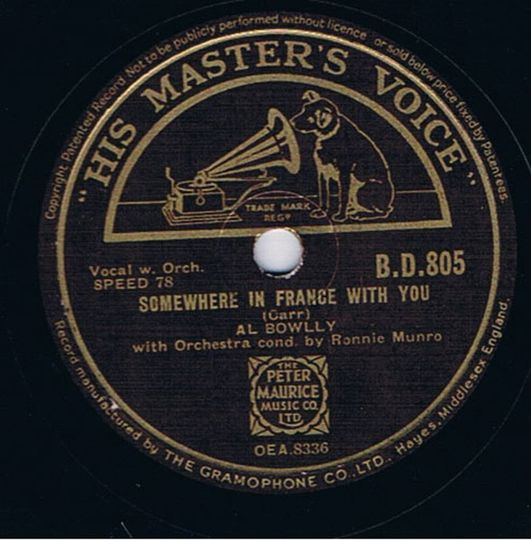 Copyright Patented Record Not to be publicly performed without licence or sold below price fixed by Patentees.
"HIS MASTER'S VOICE"
TRADE MARK
REGD
Vocal w. Orch.
SPEED 78
B.D.805
SOMEWHERE IN FRANCE WITH YOU
(Carr)
AL BOWLLY
with Orchestra cond. by Ronnie Munro
THE
PETER
MAURICE
MUSIC CO.
LTD
OEA.8336
Record manufactured by THE GRAMOPHONE CO., LTD., Hayes, Middlesex England.